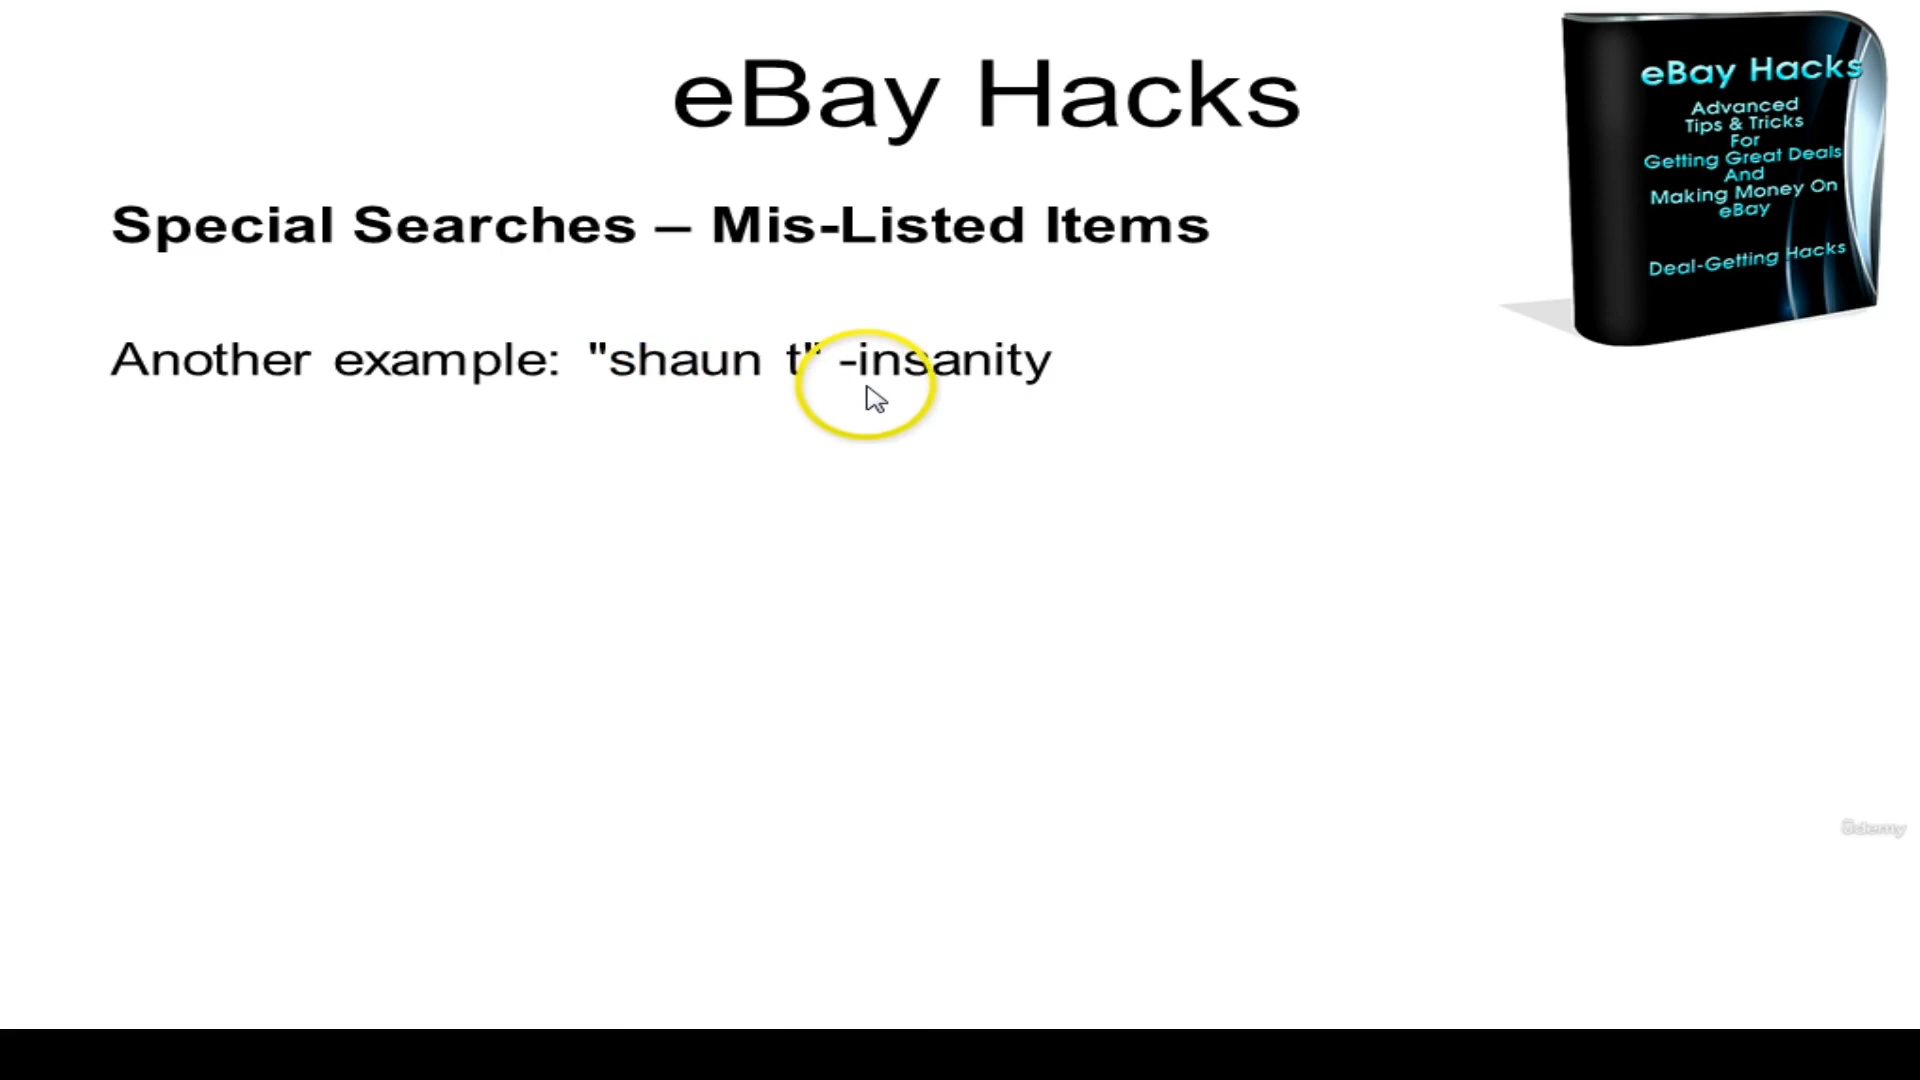 eBay Hacks
Special Searches – Mis-Listed Items
Another example: "shaun t" -insanity
eBay Hacks
Advanced
Tips & Tricks
For
Getting Great Deals
And
Making Money On
eBay
Deal-Getting Hacks
ûdemy